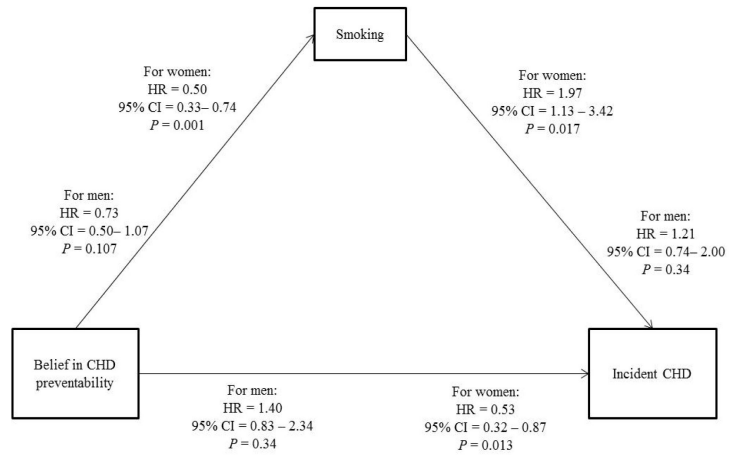 Smoking
For women:
HR = 0.50
95% CI = 0.33– 0.74
P = 0.001
For women:
HR = 1.97
95% CI = 1.13 – 3.42
P = 0.017
For men:
HR = 0.73
95% CI = 0.50– 1.07
P = 0.107
For men:
HR = 1.21
95% CI = 0.74– 2.00
P = 0.34
Belief in CHD
preventability
Incident CHD
For men:
HR = 1.40
95% CI = 0.83 – 2.34
P = 0.34
For women:
HR = 0.53
95% CI = 0.32 – 0.87
P = 0.013